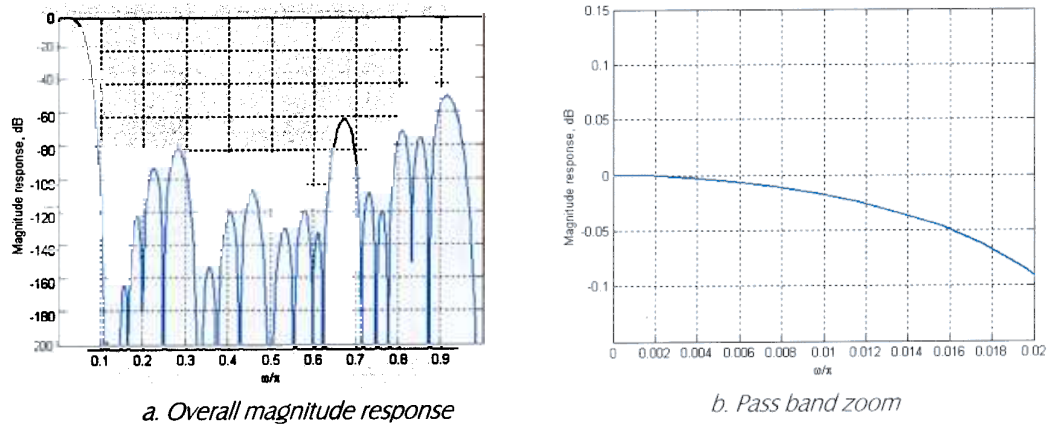 0
-20
-40
-60
-80
-100
-120
-140
-160
-180
200
Magnitude response, dB
0.1 0.2 0.3 0.4 0.5 0.6 0.7 0.8 0.9
ω/π
a. Overall magnitude response
0.15
0.1
0.05
0
-0.05
-0.1
Magnitude response, dB
0 0.002 0.004 0.006 0.008 0.01 0.012 0.014 0.016 0.018 0.02
ω/π
b. Pass band zoom